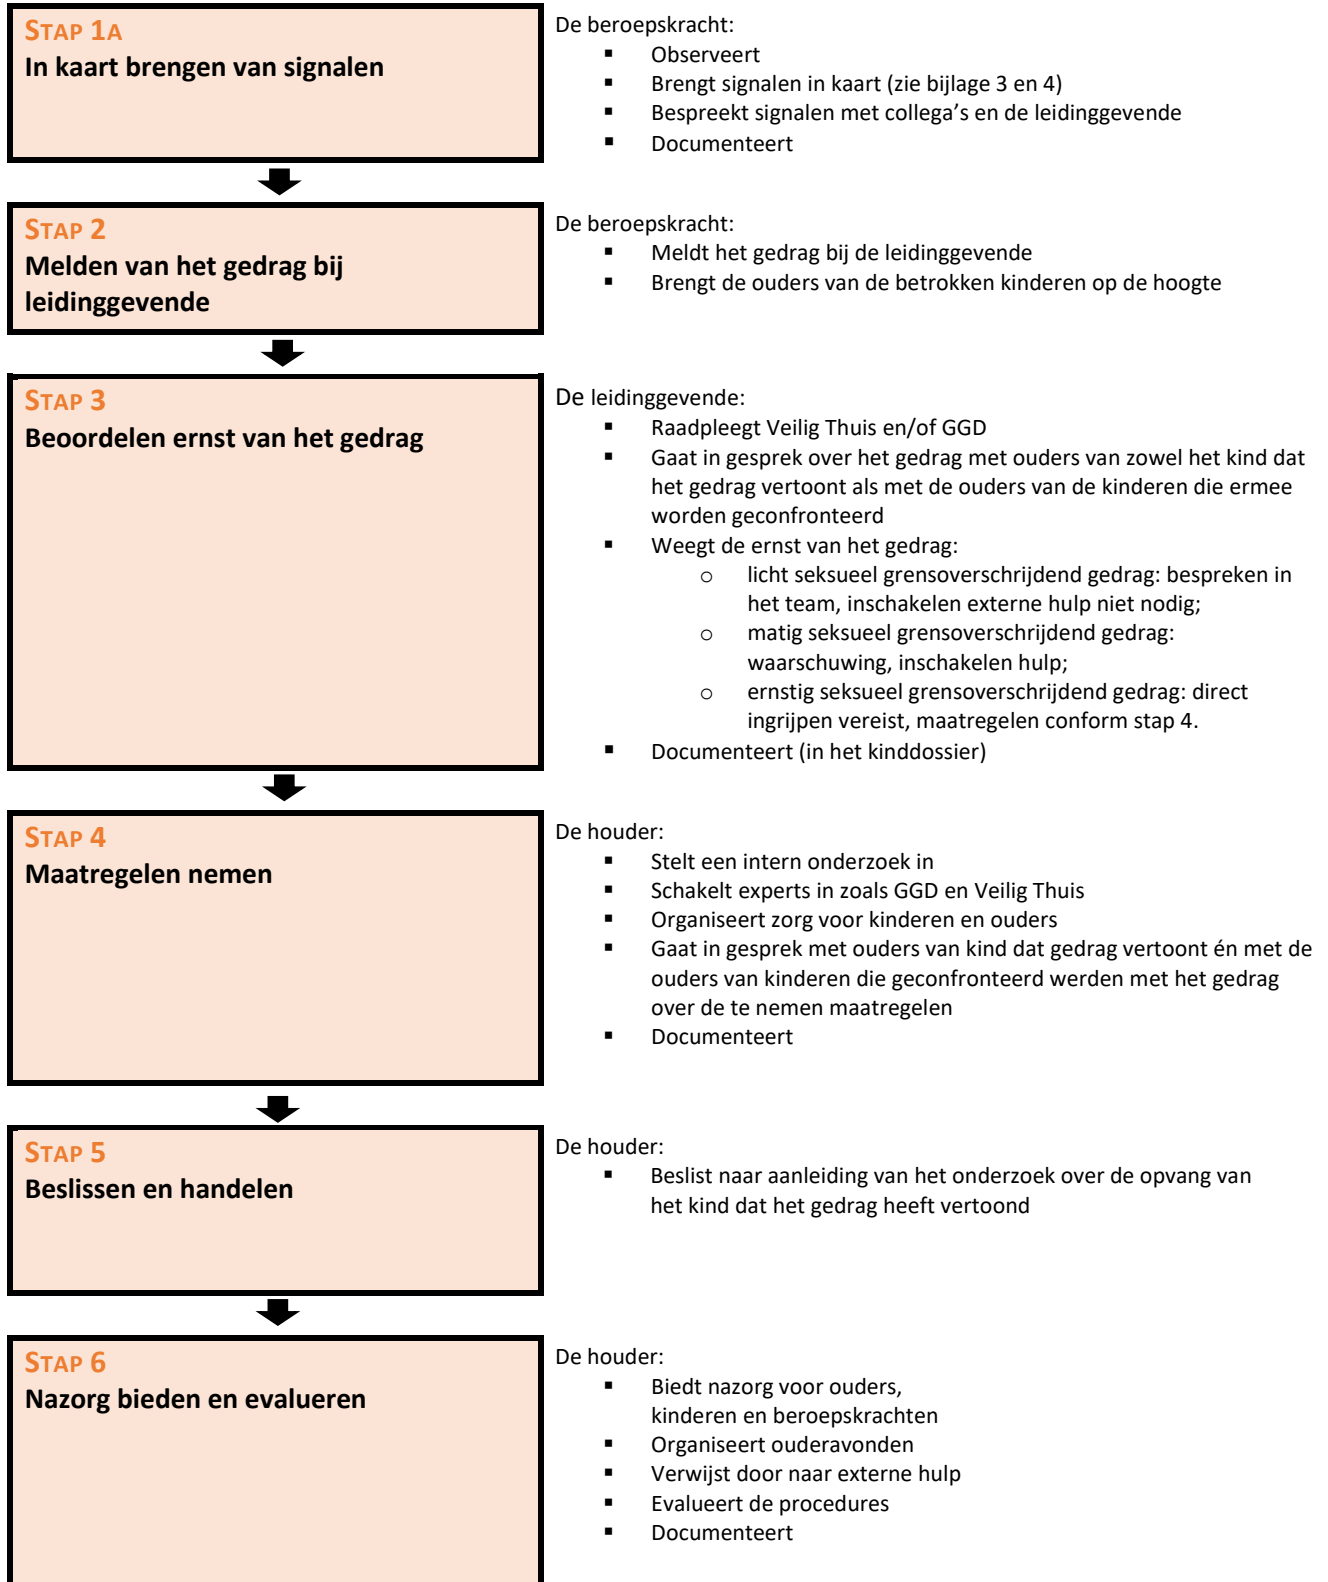 STAP 1A
In kaart brengen van signalen
De beroepskracht:
▪ Observeert
▪ Brengt signalen in kaart (zie bijlage 3 en 4)
▪ Bespreekt signalen met collega’s en de leidinggevende
▪ Documenteert
STAP 2
Melden van het gedrag bij
leidinggevende
De beroepskracht:
▪ Meldt het gedrag bij de leidinggevende
▪ Brengt de ouders van de betrokken kinderen op de hoogte
STAP 3
Beoordelen ernst van het gedrag
De leidinggevende:
▪ Raadpleegt Veilig Thuis en/of GGD
▪ Gaat in gesprek over het gedrag met ouders van zowel het kind dat
het gedrag vertoont als met de ouders van de kinderen die ermee
worden geconfronteerd
▪ Weegt de ernst van het gedrag:
o licht seksueel grensoverschrijdend gedrag: bespreken in
het team, inschakelen externe hulp niet nodig;
o matig seksueel grensoverschrijdend gedrag:
waarschuwing, inschakelen hulp;
o ernstig seksueel grensoverschrijdend gedrag: direct
ingrijpen vereist, maatregelen conform stap 4.
▪ Documenteert (in het kinddossier)
STAP 4
Maatregelen nemen
De houder:
▪ Stelt een intern onderzoek in
▪ Schakelt experts in zoals GGD en Veilig Thuis
▪ Organiseert zorg voor kinderen en ouders
▪ Gaat in gesprek met ouders van kind dat gedrag vertoont én met de
ouders van kinderen die geconfronteerd werden met het gedrag
over de te nemen maatregelen
▪ Documenteert
STAP 5
Beslissen en handelen
De houder:
▪ Beslist naar aanleiding van het onderzoek over de opvang van
het kind dat het gedrag heeft vertoond
STAP 6
Nazorg bieden en evalueren
De houder:
▪ Biedt nazorg voor ouders,
kinderen en beroepskrachten
▪ Organiseert ouderavonden
▪ Verwijst door naar externe hulp
▪ Evalueert de procedures
▪ Documenteert